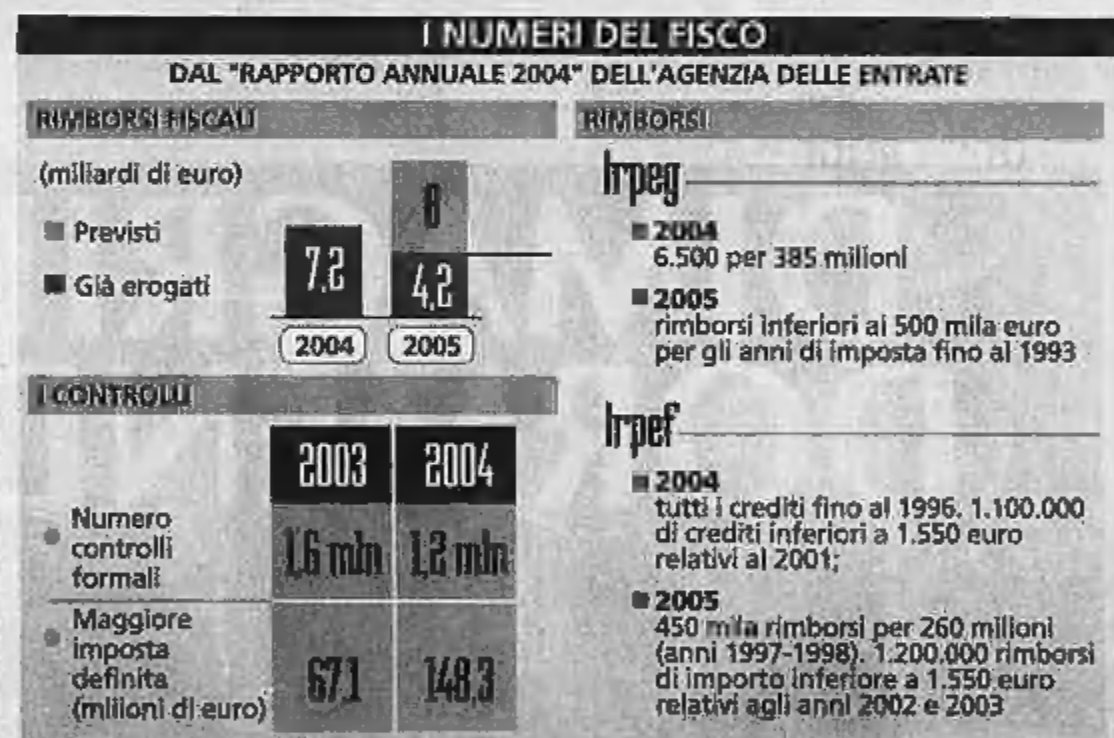 I NUMERI DEL FISCO
DAL "RAPPORTO ANNUALE 2004" DELL'AGENZIA DELLE ENTRATE
RIMBORSI FISCALI
(miliardi di euro)
Previsti
Già erogati
8
7,2
4,2
2004
2005
I CONTROLLI
2003 2004
Numero
controlli
formali
1,6 mln 1,2 mln
Maggiore
imposta
definita
(milioni di euro)
67,1 148,3
RIMBORSI
Irpeg
2004
6.500 per 385 milioni
2005
rimborsi inferiori ai 500 mila euro
per gli anni di imposta fino al 1993
Irpef
2004
tutti i crediti fino al 1996. 1.100.000
di crediti inferiori a 1.550 euro
relativi al 2001;
2005
450 mila rimborsi per 260 milioni
(anni 1997-1998). 1.200.000 rimborsi
di importo inferiore a 1.550 euro
relativi agli anni 2002 e 2003